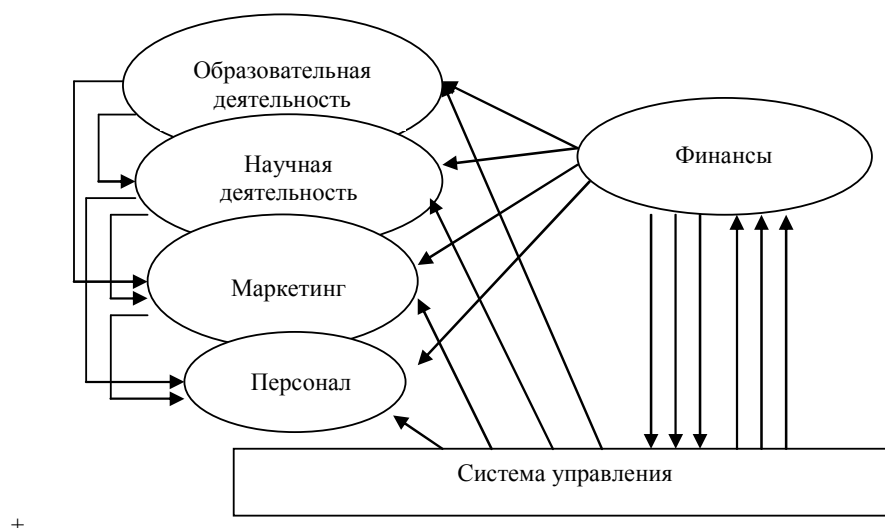 Образовательная
деятельность
Научная
деятельность
Маркетинг
Персонал
Финансы
Система управления
+